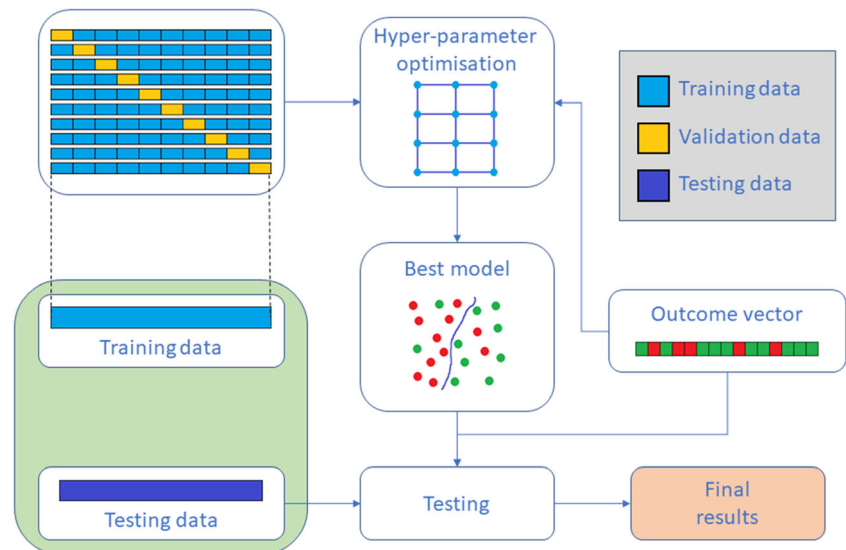 Hyper-parameter
optimisation
Training data
Validation data
Testing data
Best model
Outcome vector
Training data
Testing data
Testing
Final
results